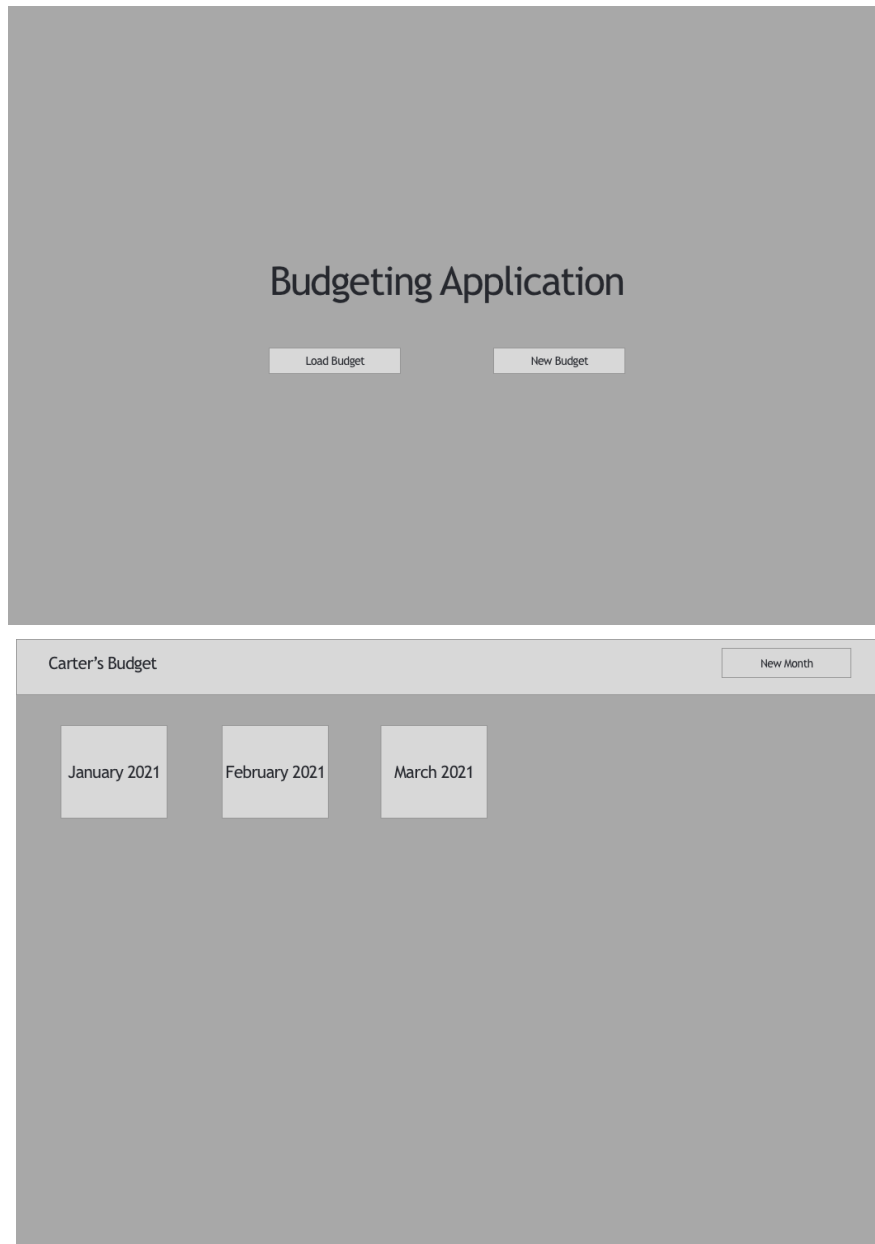 Budgeting Application
Load Budget New Budget
Carter’s Budget New Month
January 2021 February 2021 March 2021